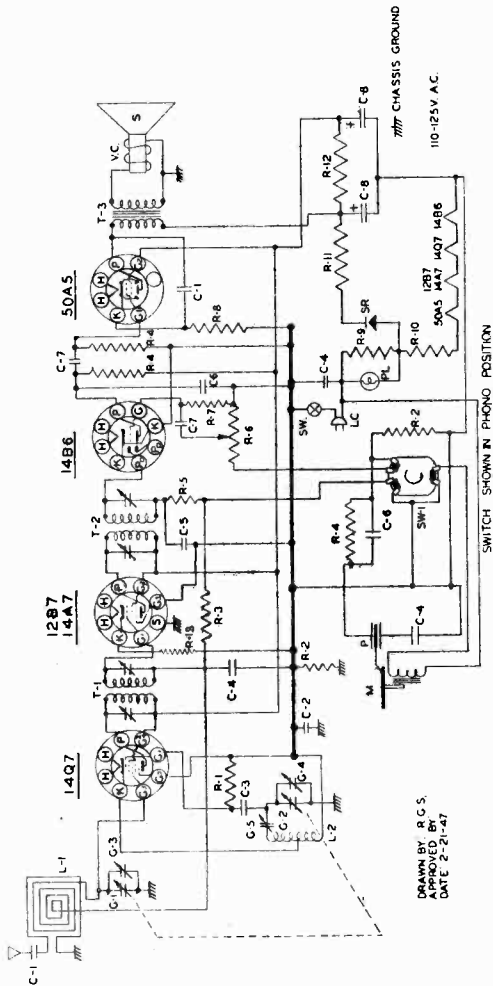 C-1
L-1
G-1
G-3
14Q7
H
H
K
P
G
G
G
G
T-1
12B7
14A7
H
H
K
P
G
G
S
R-13
T-2
14B6
H
H
K
P
G
K
P
P
C-7
R-4
R-4
50A5
H
H
K
P
G
G
T-3
V.C.
S
C-5
R-5
R-3
C-4
R-2
C-2
C-7
R-7
C6
R-6
R-8
C-1
R-1
C-3
G-5
G-2
G-4
L-2
C-4
SW.
LC
R-9
P
PL
SR
R-10
R-11
R-12
C-8
C-8
CHASSIS GROUND
110-125V. A.C.
50A5
12B7
14A7
14Q7
14B6
R-4
C-6
R-2
SW-1
P
C-4
M
SWITCH SHOWN IN PHONO POSITION
DRAWN BY R.G.S.
APPROVED BY
DATE 2-21-47